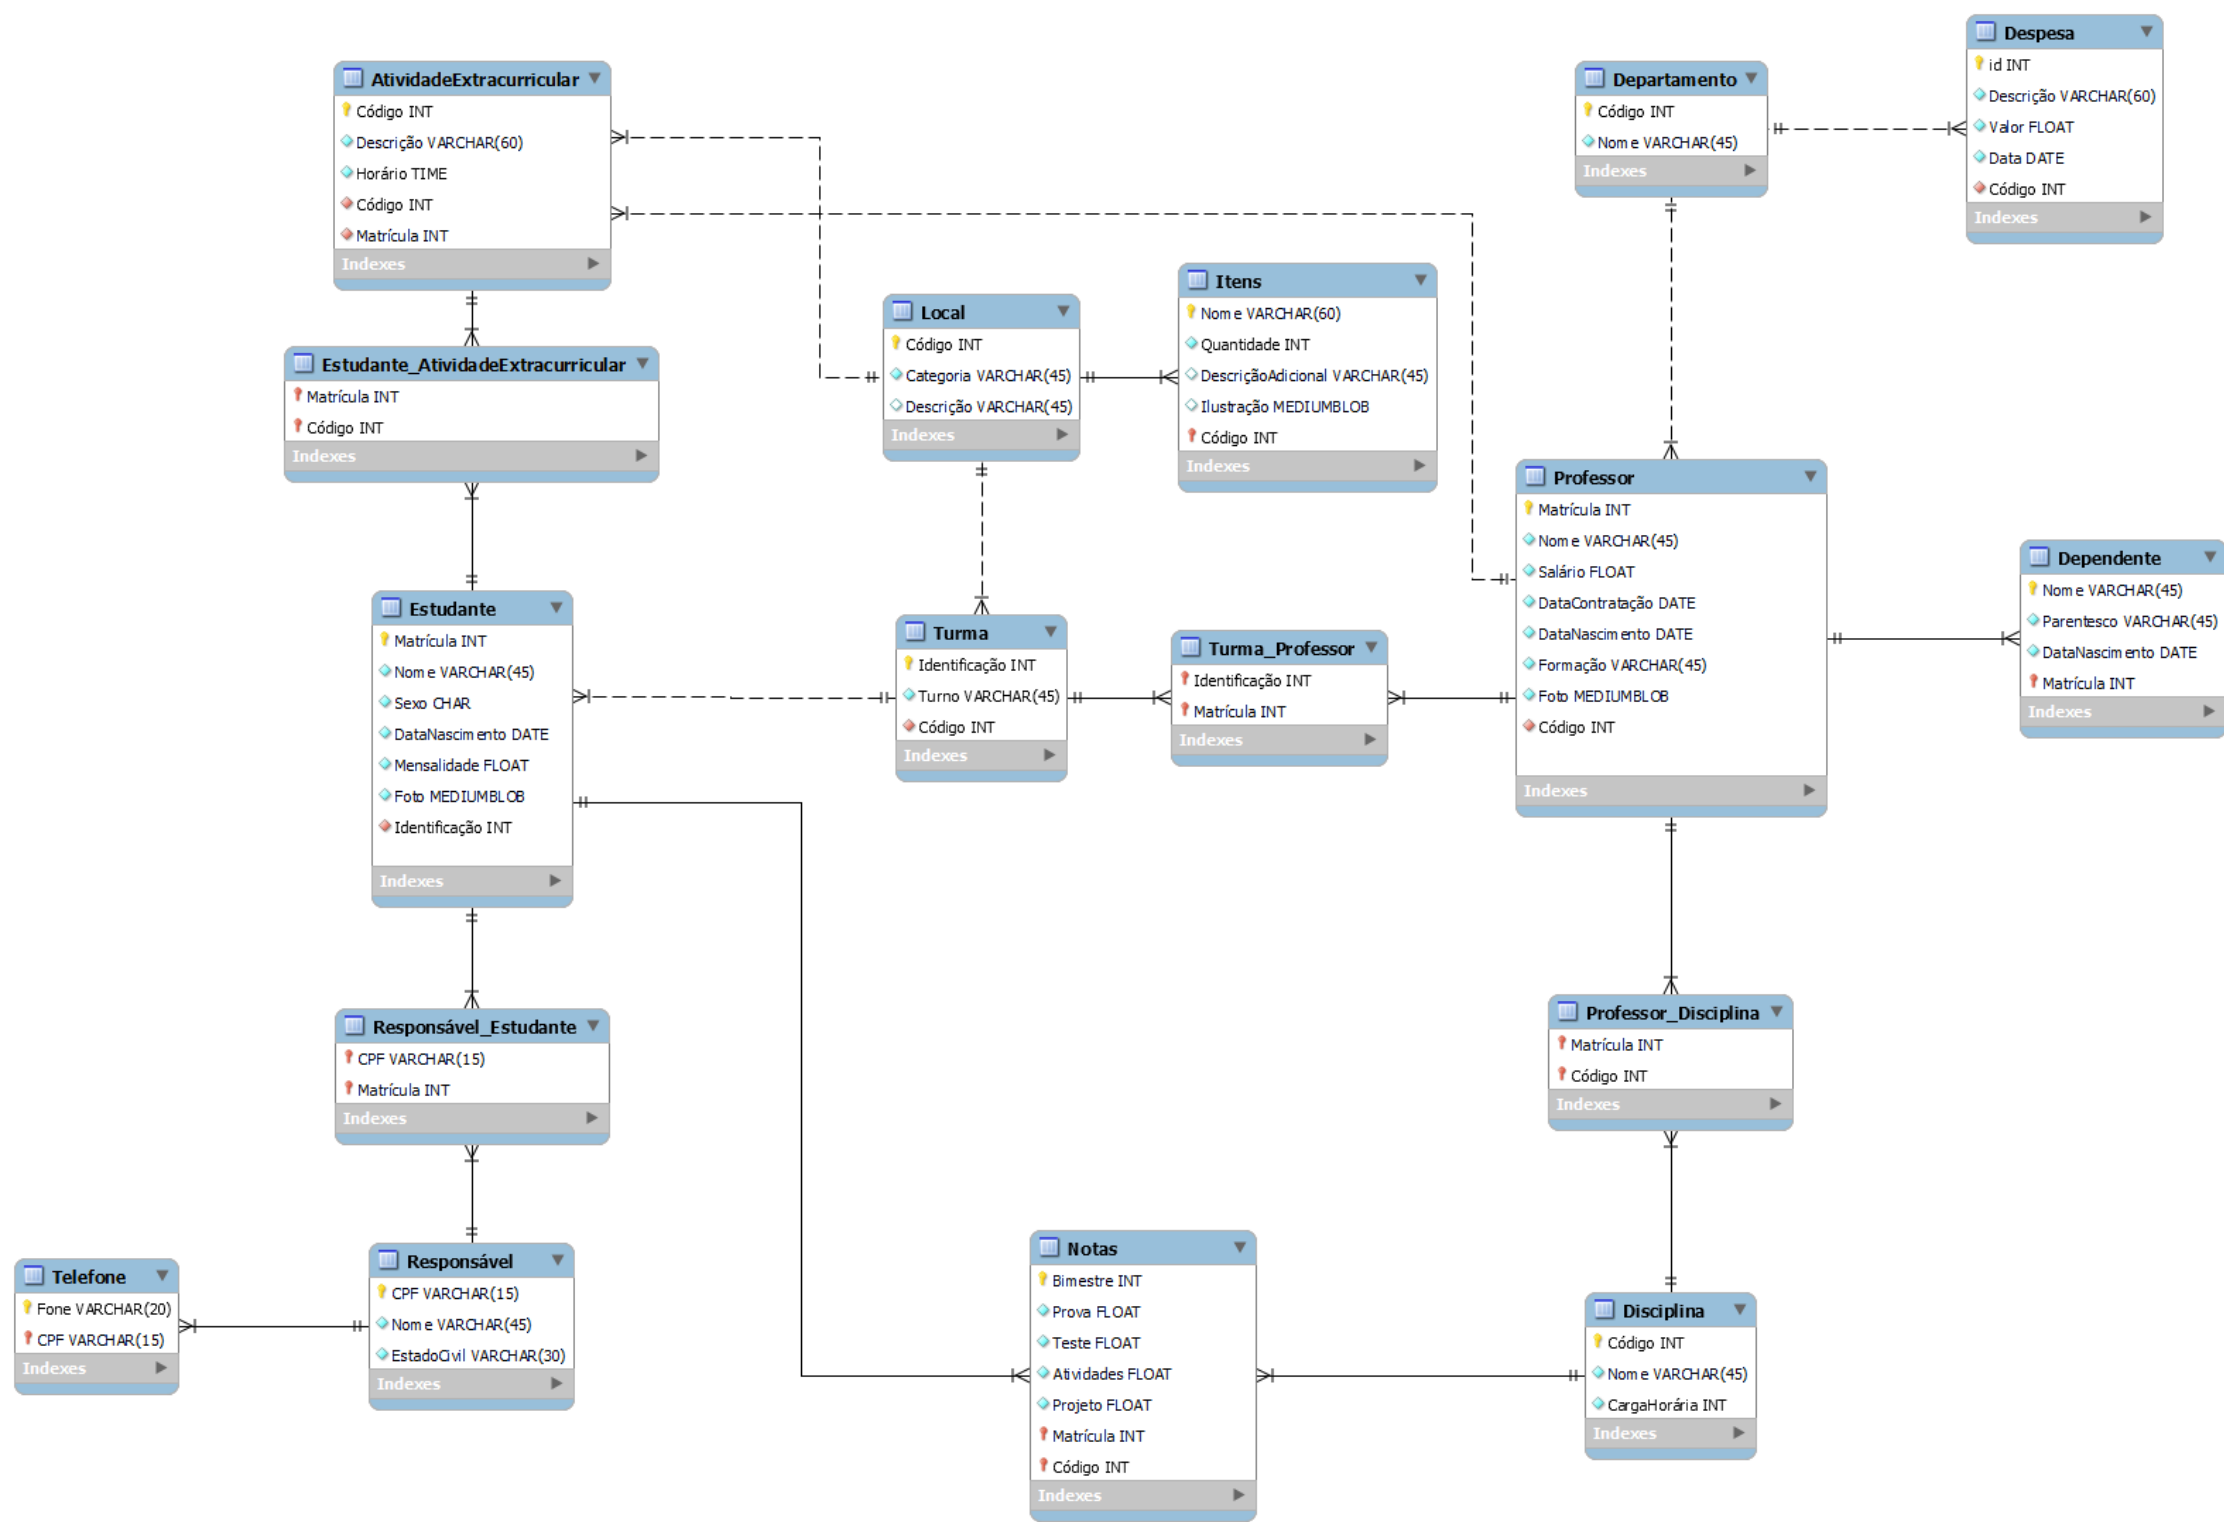 AtividadeExtracurricular
Código INT
Descrição VARCHAR(60)
Horário TIME
Código INT
Matrícula INT
Indexes
Departamento
Código INT
Nome VARCHAR(45)
Indexes
Despesa
id INT
Descrição VARCHAR(60)
Valor FLOAT
Data DATE
Código INT
Indexes
Estudante_AtividadeExtracurricular
Matrícula INT
Código INT
Indexes
Local
Código INT
Categoria VARCHAR(45)
Descrição VARCHAR(45)
Indexes
Itens
Nome VARCHAR(60)
Quantidade INT
DescriçãoAdicional VARCHAR(45)
Ilustração MEDIUMBLOB
Código INT
Indexes
Estudante
Matrícula INT
Nome VARCHAR(45)
Sexo CHAR
DataNascimento DATE
Mensalidade FLOAT
Foto MEDIUMBLOB
Identificação INT
Indexes
Turma
Identificação INT
Turno VARCHAR(45)
Código INT
Indexes
Turma_Professor
Identificação INT
Matrícula INT
Indexes
Professor
Matrícula INT
Nome VARCHAR(45)
Salário FLOAT
DataContratação DATE
DataNascimento DATE
Formação VARCHAR(45)
Foto MEDIUMBLOB
Código INT
Indexes
Dependente
Nome VARCHAR(45)
Parentesco VARCHAR(45)
DataNascimento DATE
Matrícula INT
Indexes
Responsável_Estudante
CPF VARCHAR(15)
Matrícula INT
Indexes
Professor_Disciplina
Matrícula INT
Código INT
Indexes
Telefone
Fone VARCHAR(20)
CPF VARCHAR(15)
Indexes
Responsável
CPF VARCHAR(15)
Nome VARCHAR(45)
EstadoCivil VARCHAR(30)
Indexes
Notas
Bimestre INT
Prova FLOAT
Teste FLOAT
Atividades FLOAT
Projeto FLOAT
Matrícula INT
Código INT
Indexes
Disciplina
Código INT
Nome VARCHAR(45)
CargaHorária INT
Indexes